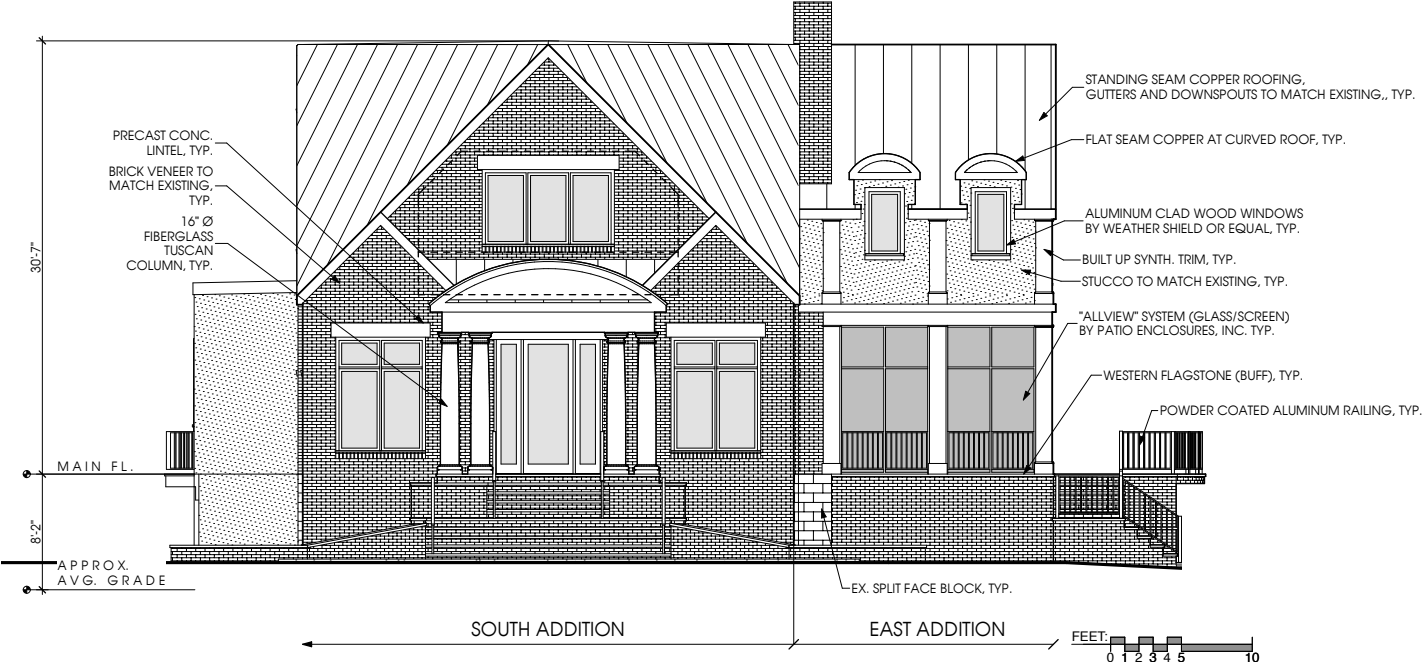 STANDING SEAM COPPER ROOFING,
GUTTERS AND DOWNSPOUTS TO MATCH EXISTING,, TYP.
FLAT SEAM COPPER AT CURVED ROOF, TYP.
PRECAST CONC.
LINTEL, TYP.
BRICK VENEER TO
MATCH EXISTING,
TYP.
16" Ø
FIBERGLASS
TUSCAN
COLUMN, TYP.
ALUMINUM CLAD WOOD WINDOWS
BY WEATHER SHIELD OR EQUAL, TYP.
BUILT UP SYNTH. TRIM, TYP.
STUCCO TO MATCH EXISTING, TYP.
"ALLVIEW" SYSTEM (GLASS/SCREEN)
BY PATIO ENCLOSURES, INC. TYP.
WESTERN FLAGSTONE (BUFF), TYP.
POWDER COATED ALUMINUM RAILING, TYP.
30'-7"
MAIN FL.
8'-2"
APPROX.
AVG. GRADE
EX. SPLIT FACE BLOCK, TYP.
SOUTH ADDITION
EAST ADDITION
FEET:
0 1 2 3 4 5 10